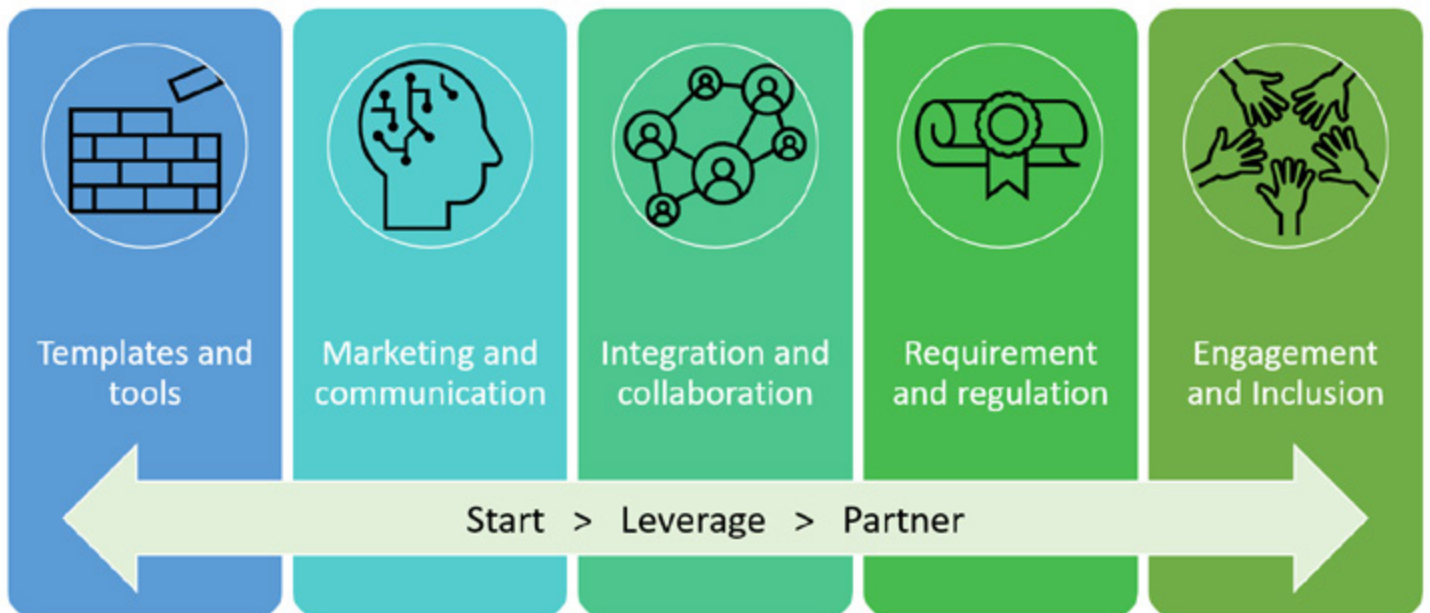 Templates and
tools
Marketing and
communication
Integration and
collaboration
Requirement
and regulation
Engagement
and Inclusion
Start > Leverage > Partner